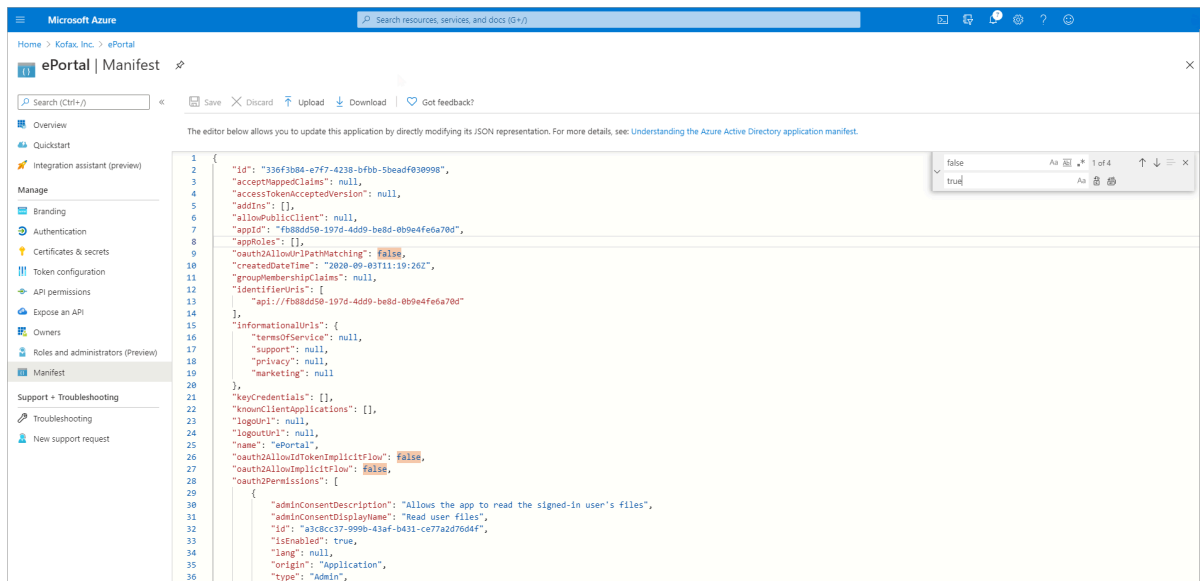 Microsoft Azure
Search resources, services, and docs (G+/)
7
Home > Kofax, Inc. > ePortal
ePortal | Manifest
Search (Ctrl+/)
Save Discard Upload Download Got feedback?
Overview
Quickstart
Integration assistant (preview)
Manage
Branding
Authentication
Certificates & secrets
Token configuration
API permissions
Expose an API
Owners
Roles and administrators (Preview)
Manifest
Support + Troubleshooting
Troubleshooting
New support request
The editor below allows you to update this application by directly modifying its JSON representation. For more details, see: Understanding the Azure Active Directory application manifest.
false Aa Abl .* 1 of 4
true Aa
1 {
2 "id": "336f3b84-e7f7-4238-bfbb-5beadf030998",
3 "acceptMappedClaims": null,
4 "accessTokenAcceptedVersion": null,
5 "addIns": [],
6 "allowPublicClient": null,
7 "appId": "fb88dd50-197d-4dd9-be8d-0b9e4fe6a70d",
8 "appRoles": [],
9 "oauth2AllowUrlPathMatching": false,
10 "createdDateTime": "2020-09-03T11:19:26Z",
11 "groupMembershipClaims": null,
12 "identifierUris": [
13 "api://fb88dd50-197d-4dd9-be8d-0b9e4fe6a70d"
14 ],
15 "informationalUrls": {
16 "termsOfService": null,
17 "support": null,
18 "privacy": null,
19 "marketing": null
20 },
21 "keyCredentials": [],
22 "knownClientApplications": [],
23 "logoUrl": null,
24 "logoutUrl": null,
25 "name": "ePortal",
26 "oauth2AllowIdTokenImplicitFlow": false,
27 "oauth2AllowImplicitFlow": false,
28 "oauth2Permissions": [
29 {
30 "adminConsentDescription": "Allows the app to read the signed-in user's files",
31 "adminConsentDisplayName": "Read user files",
32 "id": "a3c8cc37-999b-43af-b431-ce77a2d76d4f",
33 "isEnabled": true,
34 "lang": null,
35 "origin": "Application",
36 "type": "Admin",